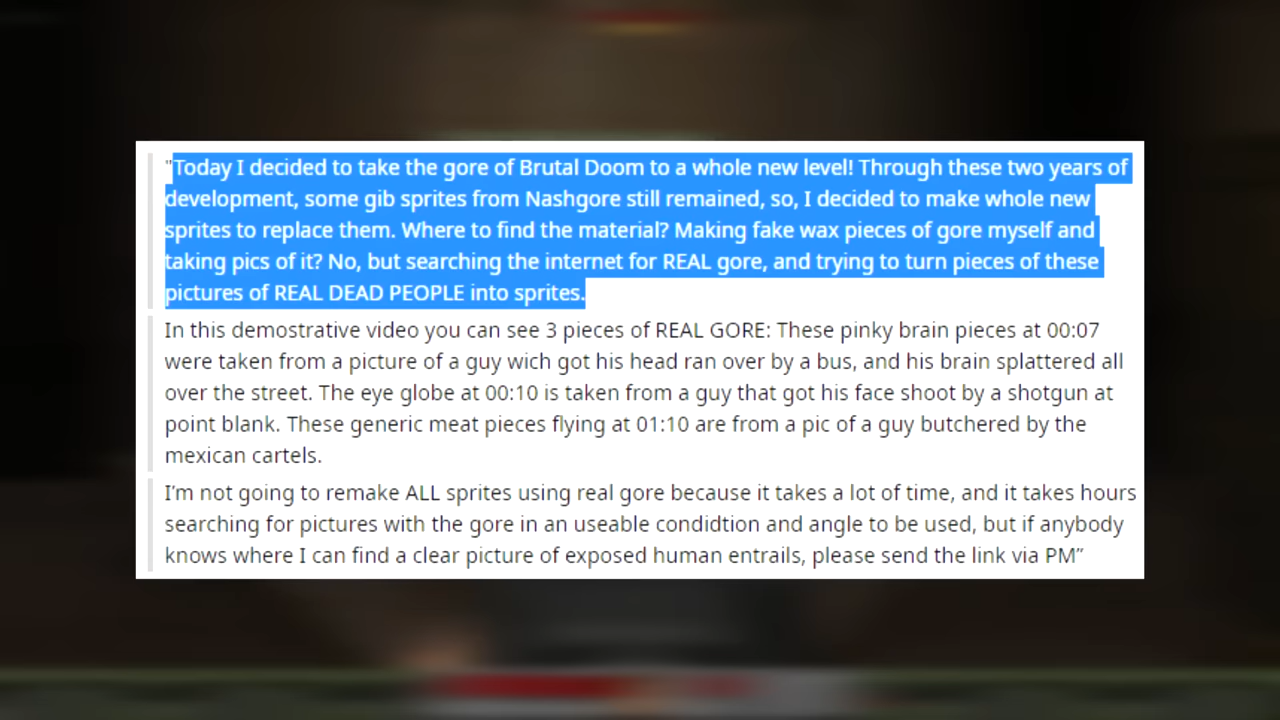 "Today I decided to take the gore of Brutal Doom to a whole new level! Through these two years of
development, some gib sprites from Nashgore still remained, so, I decided to make whole new
sprites to replace them. Where to find the material? Making fake wax pieces of gore myself and
taking pics of it? No, but searching the internet for REAL gore, and trying to turn pieces of these
pictures of REAL DEAD PEOPLE into sprites.
In this demostrative video you can see 3 pieces of REAL GORE: These pinky brain pieces at 00:07
were taken from a picture of a guy wich got his head ran over by a bus, and his brain splattered all
over the street. The eye globe at 00:10 is taken from a guy that got his face shoot by a shotgun at
point blank. These generic meat pieces flying at 01:10 are from a pic of a guy butchered by the
mexican cartels.
I’m not going to remake ALL sprites using real gore because it takes a lot of time, and it takes hours
searching for pictures with the gore in an useable condidtion and angle to be used, but if anybody
knows where I can find a clear picture of exposed human entrails, please send the link via PM”